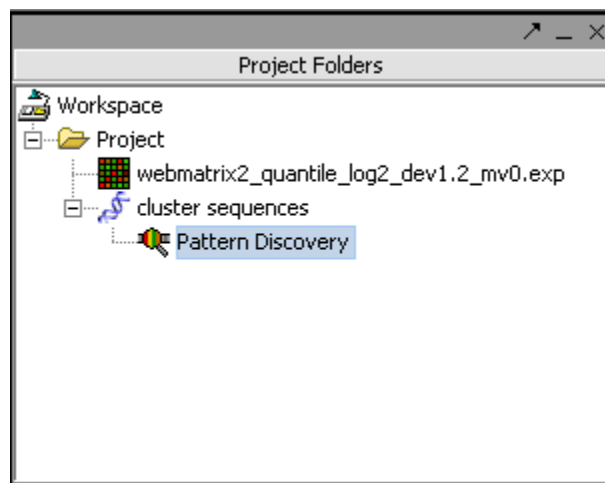 Project Folders
Workspace
Project
webmatrix2_quantile_log2_dev1.2_mv0.exp
cluster sequences
Pattern Discovery